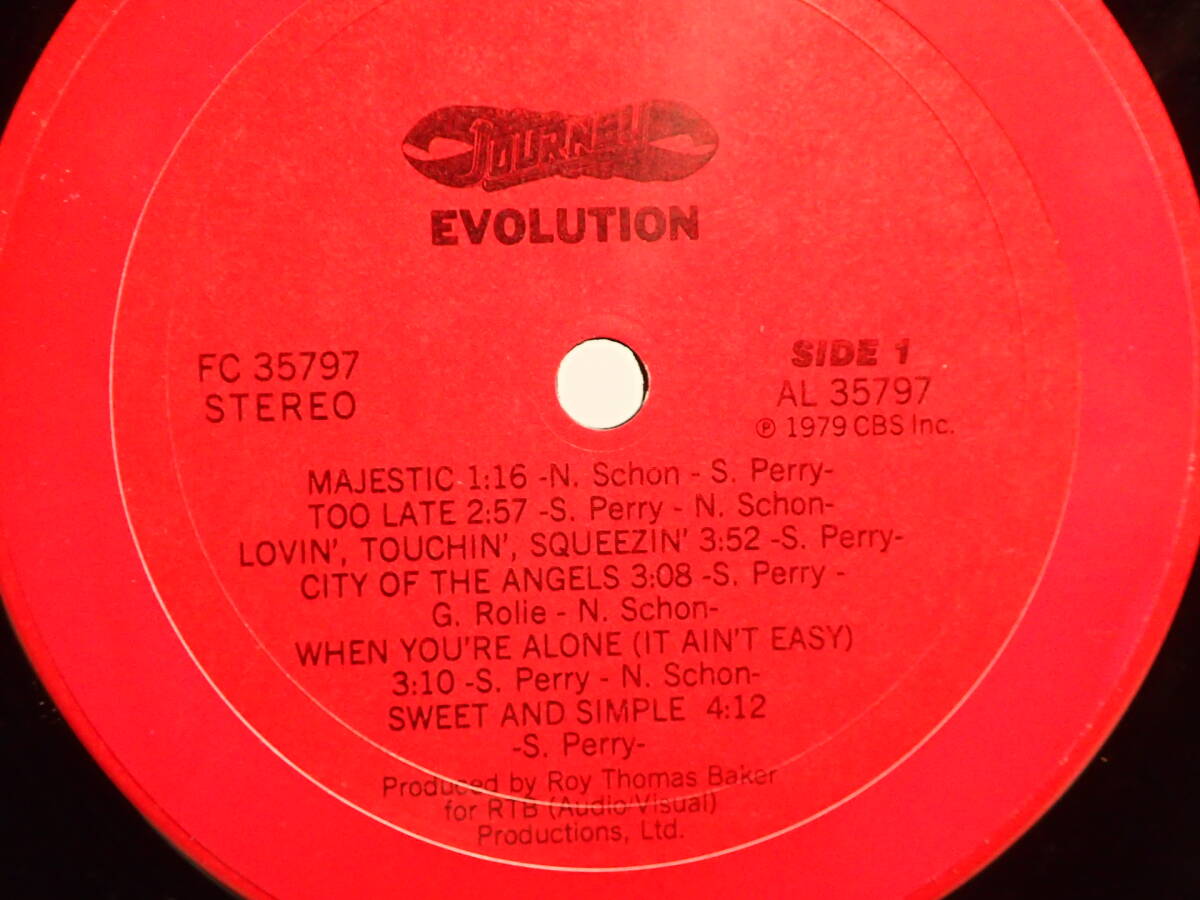 JOURNEY
EVOLUTION
FC 35797
STEREO
SIDE 1
AL 35797
℗ 1979 CBS Inc.
MAJESTIC 1:16 -N. Schon - S. Perry-
TOO LATE 2:57 -S. Perry - N. Schon-
LOVIN', TOUCHIN', SQUEEZIN' 3:52 -S. Perry-
CITY OF THE ANGELS 3:08 -S. Perry -
G. Rolie - N. Schon-
WHEN YOU'RE ALONE (IT AIN'T EASY)
3:10 -S. Perry - N. Schon-
SWEET AND SIMPLE 4:12
-S. Perry-
Produced by Roy Thomas Baker
for RTB (Audio/Visual)
Productions, Ltd.